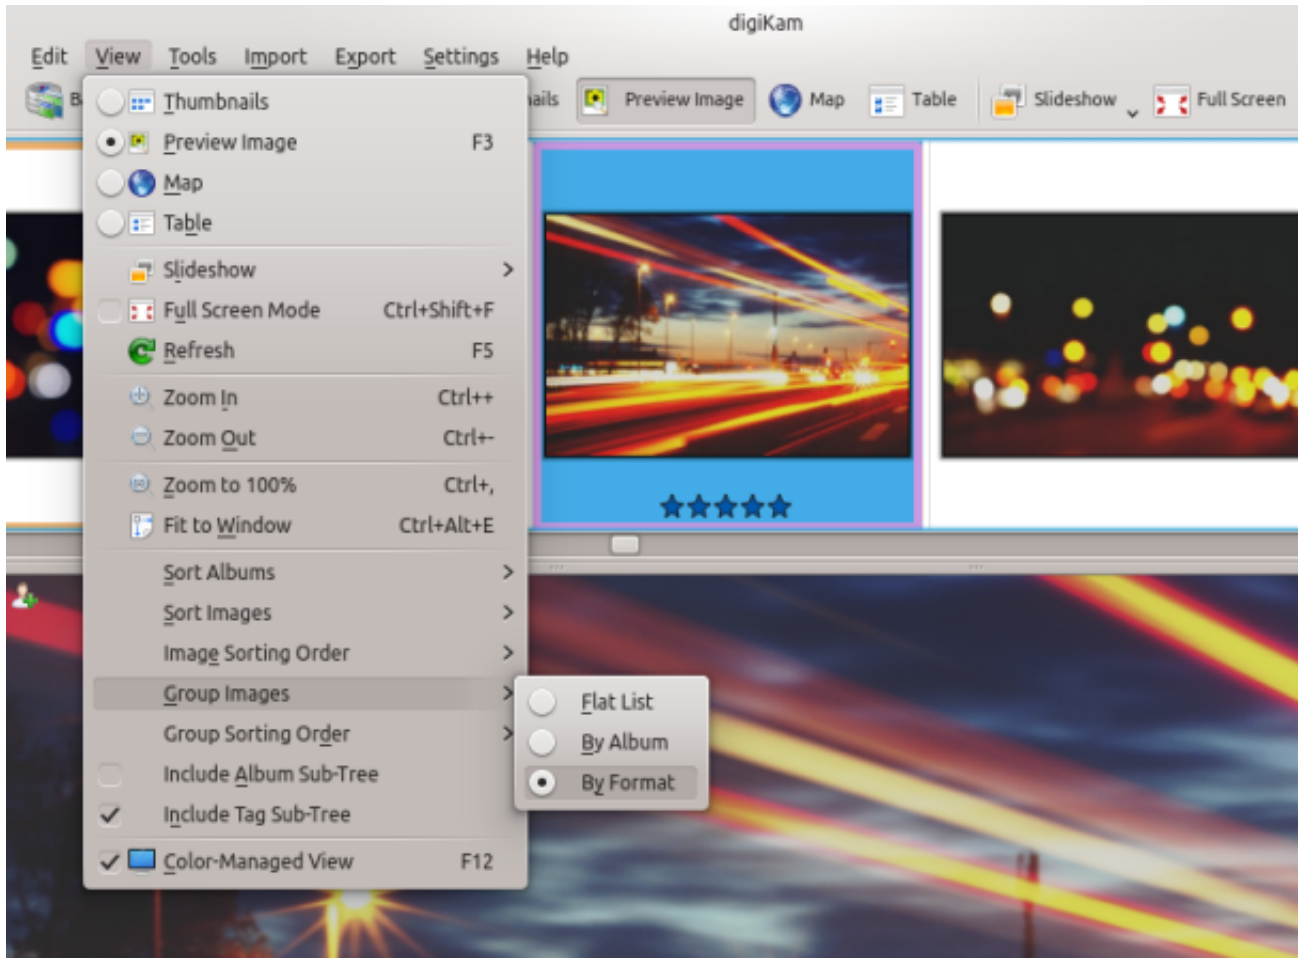 digiKam
Edit View Tools Import Export Settings Help
Preview Image Map Table Slideshow Full Screen
Thumbnails
Preview Image F3
Map
Table
Slideshow
Full Screen Mode Ctrl+Shift+F
Refresh F5
Zoom In Ctrl++
Zoom Out Ctrl+-
Zoom to 100% Ctrl+,
Fit to Window Ctrl+Alt+E
Sort Albums
Sort Images
Image Sorting Order
Group Images
Group Sorting Order
Include Album Sub-Tree
Include Tag Sub-Tree
Color-Managed View F12
Flat List
By Album
By Format